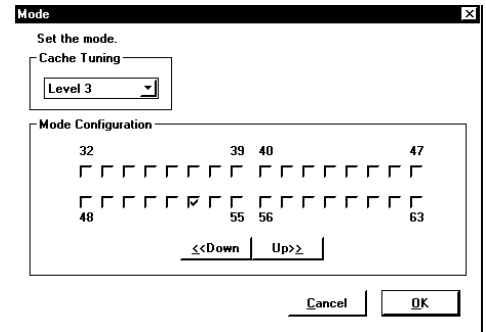 Mode
Set the mode.
Cache Tuning
Level 3
Mode Configuration
32 39 40 47
48 55 56 63
<<Down Up>>
Cancel OK